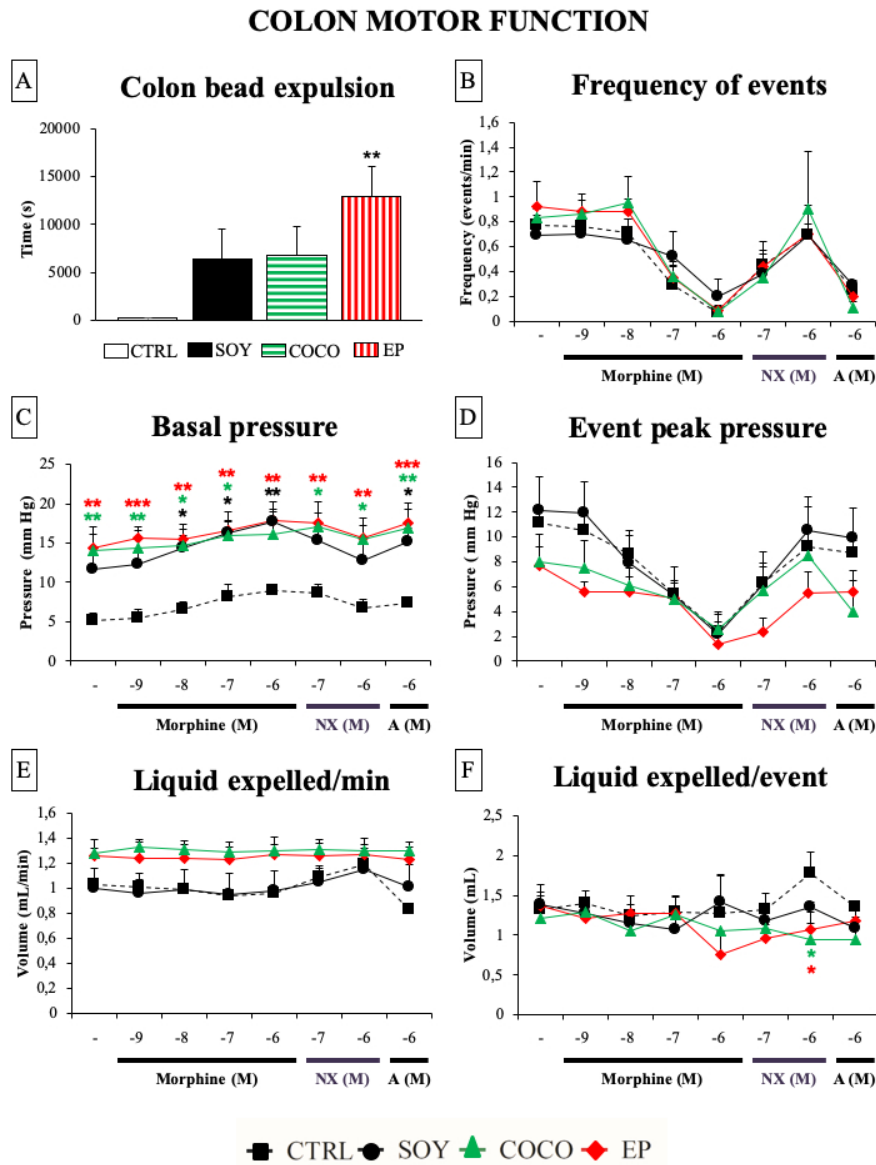 COLON MOTOR FUNCTION
A
Colon bead expulsion
Time (s)
20000
15000
10000
5000
0
**
CTRL SOY COCO EP
B
Frequency of events
Frequency (events/min)
1,6
1,4
1,2
1
0,8
0,6
0,4
0,2
0
- -9 -8 -7 -6 -7 -6 -6
Morphine (M) NX (M) A (M)
C
Basal pressure
Pressure (mm Hg)
25
20
15
10
5
0
** *** ** ** ** ** ** ***
** ** * * * * **
* * ** *
- -9 -8 -7 -6 -7 -6 -6
Morphine (M) NX (M) A (M)
D
Event peak pressure
Pressure ( mm Hg)
16
14
12
10
8
6
4
2
0
- -9 -8 -7 -6 -7 -6 -6
Morphine (M) NX (M) A (M)
E
Liquid expelled/min
Volume (mL/min)
1,6
1,4
1,2
1
0,8
0,6
0,4
0,2
0
- -9 -8 -7 -6 -7 -6 -6
Morphine (M) NX (M) A (M)
F
Liquid expelled/event
Volume (mL)
2,5
2
1,5
1
0,5
0
*
*
- -9 -8 -7 -6 -7 -6 -6
Morphine (M) NX (M) A (M)
CTRL SOY COCO EP